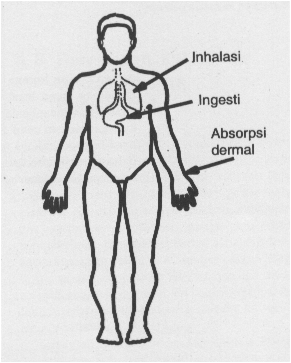 Inhalasi
Ingesti
Absorpsi
dermal